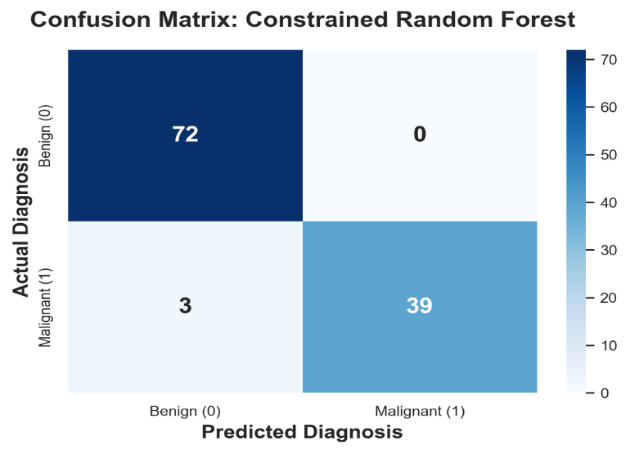 Confusion Matrix: Constrained Random Forest
Actual Diagnosis
Benign (0)
Malignant (1)
72
0
3
39
Benign (0)
Malignant (1)
Predicted Diagnosis
70
60
50
40
30
20
10
0